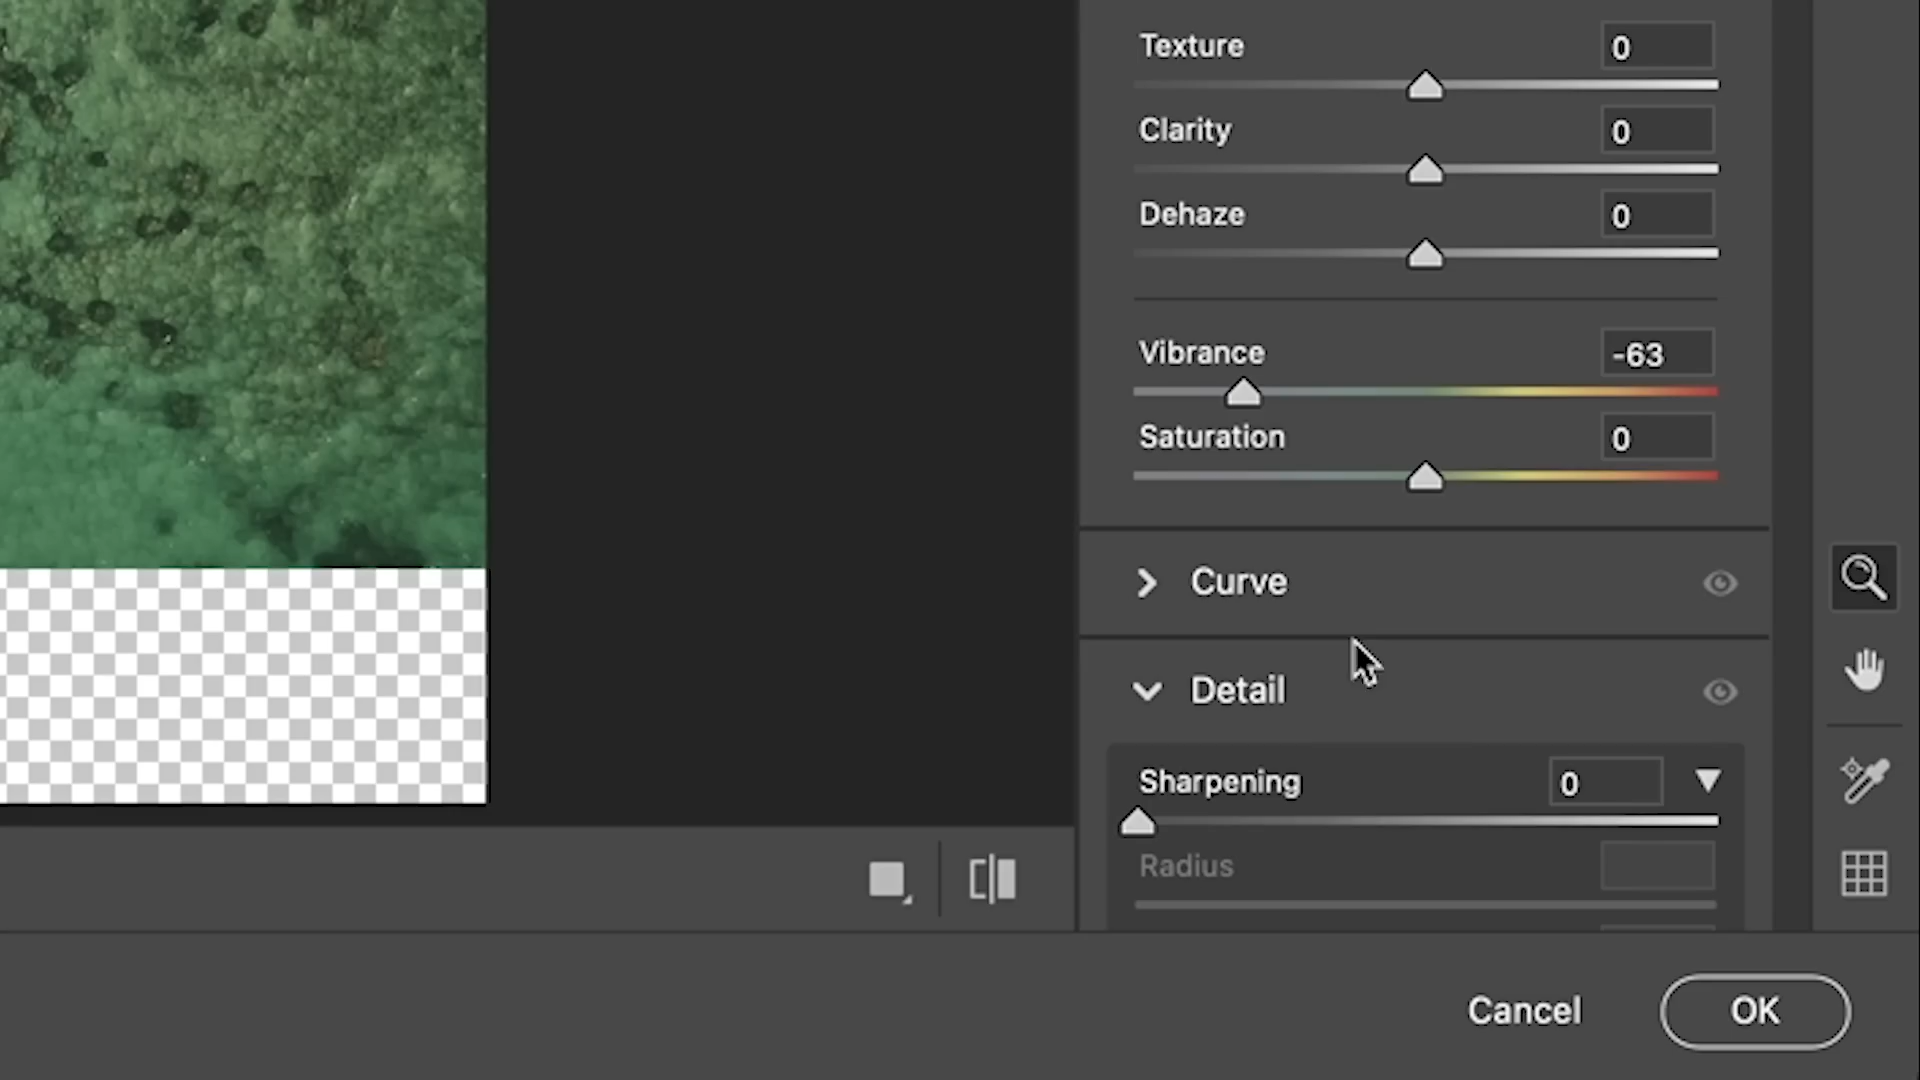 Texture 0
Clarity 0
Dehaze 0
Vibrance -63
Saturation 0
Curve
Detail
Sharpening 0
Radius
Cancel OK